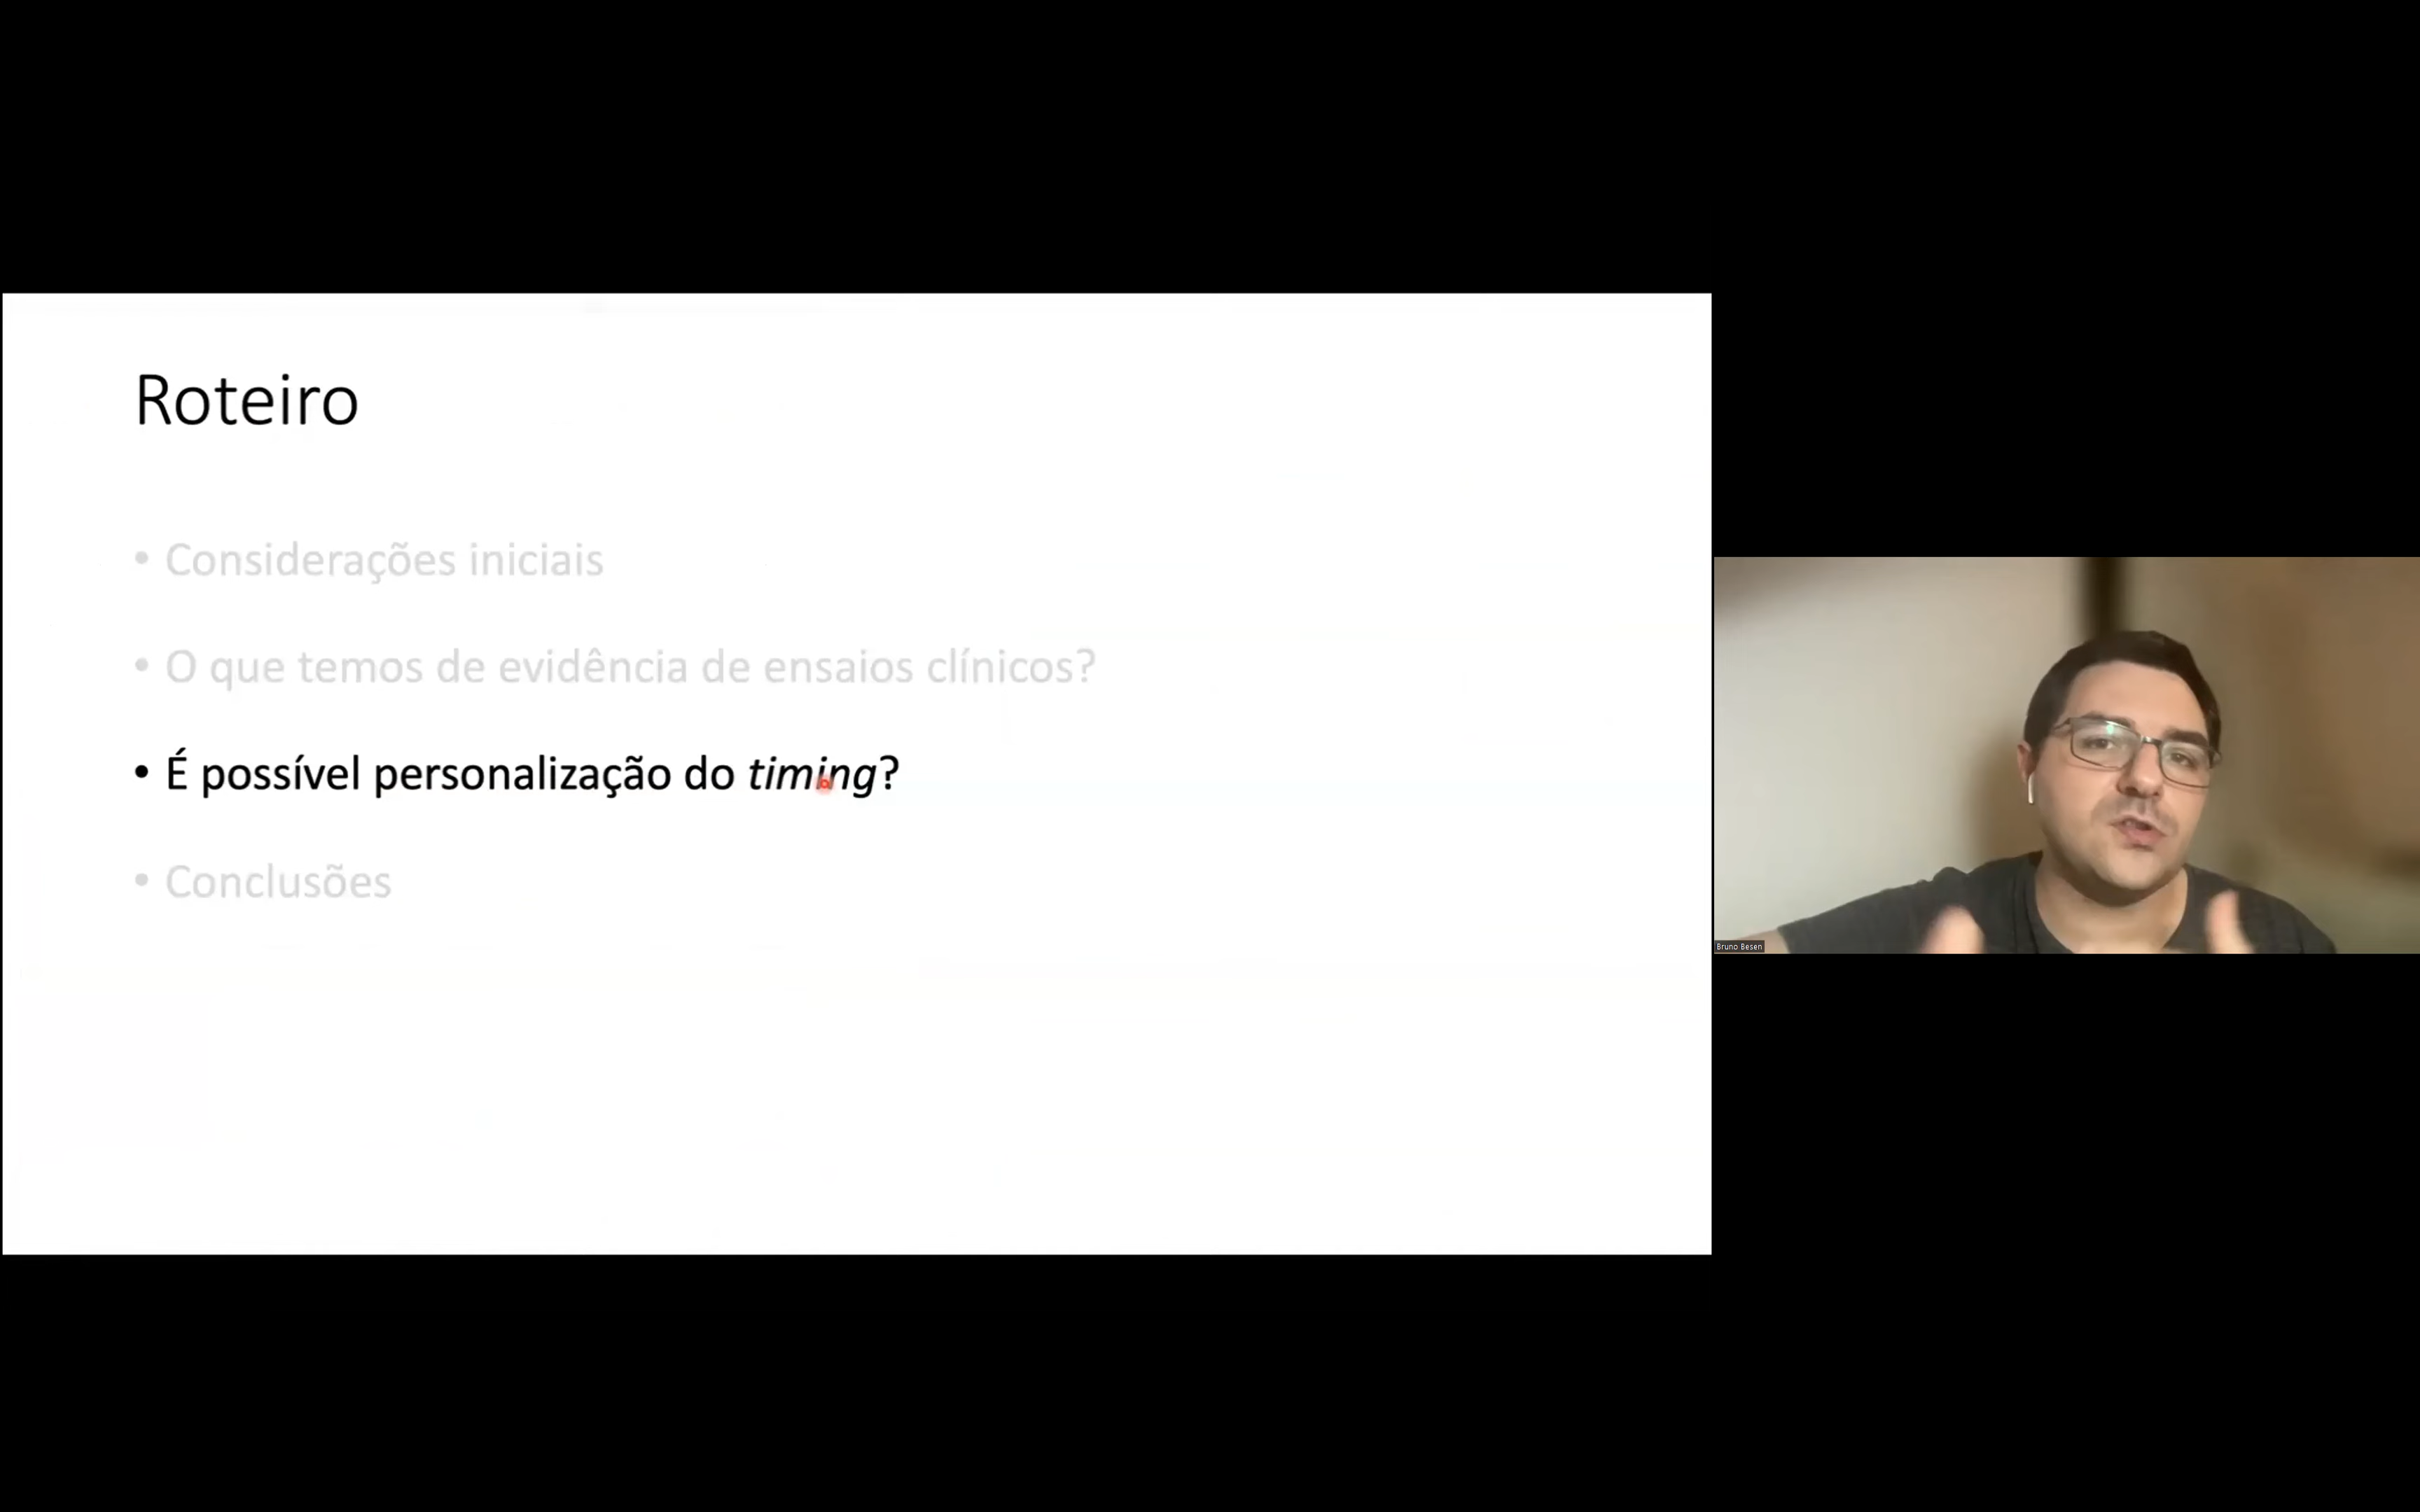 Roteiro
• Considerações iniciais
• O que temos de evidência de ensaios clínicos?
• É possível personalização do timing?
• Conclusões
Bruno Besen